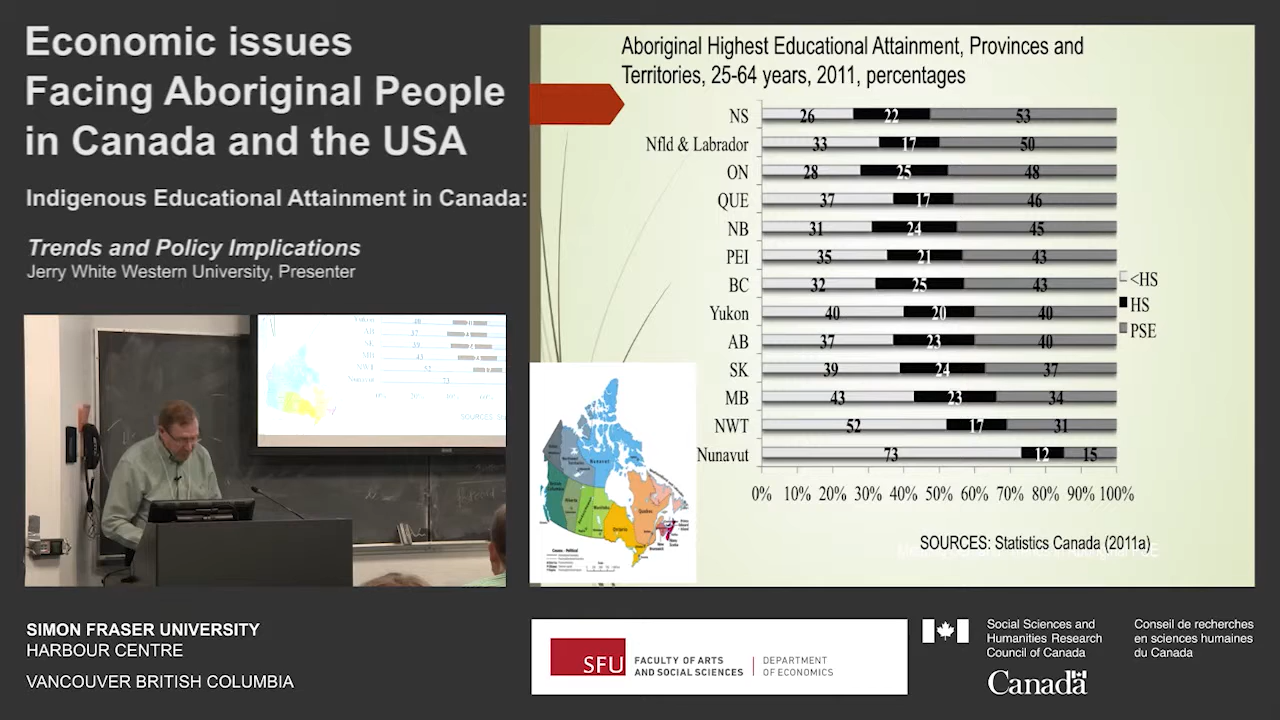 Economic issues
Facing Aboriginal People
in Canada and the USA
Indigenous Educational Attainment in Canada:
Trends and Policy Implications
Jerry White Western University, Presenter
Aboriginal Highest Educational Attainment, Provinces and
Territories, 25-64 years, 2011, percentages
NS 26 22 53
Nfld & Labrador 33 17 50
ON 28 25 48
QUE 37 17 46
NB 31 24 45
PEI 35 21 43
BC 32 25 43
<HS
HS
PSE
Yukon 40 20 40
AB 37 23 40
SK 39 24 37
MB 43 23 34
NWT 52 17 31
Nunavut 73 12 15
0% 10% 20% 30% 40% 50% 60% 70% 80% 90% 100%
SOURCES: Statistics Canada (2011a)
SIMON FRASER UNIVERSITY
HARBOUR CENTRE
VANCOUVER BRITISH COLUMBIA
SFU
FACULTY OF ARTS
AND SOCIAL SCIENCES
DEPARTMENT
OF ECONOMICS
Social Sciences and
Humanities Research
Council of Canada
Conseil de recherches
en sciences humaines
du Canada
Canada